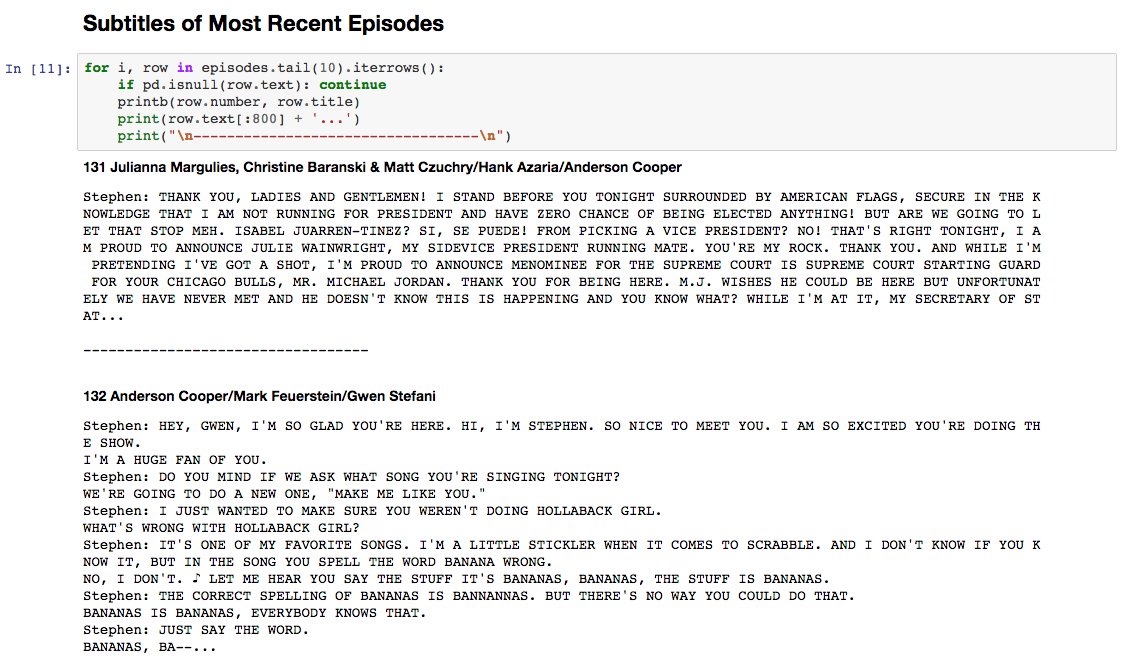 Subtitles of Most Recent Episodes
In [11]:
for i, row in episodes.tail(10).iterrows():
    if pd.isnull(row.text): continue
    printb(row.number, row.title)
    print(row.text[:800] + '...')
    print("\n----------------------------------\n")
131 Julianna Margulies, Christine Baranski & Matt Czuchry/Hank Azaria/Anderson Cooper
Stephen: THANK YOU, LADIES AND GENTLEMEN! I STAND BEFORE YOU TONIGHT SURROUNDED BY AMERICAN FLAGS, SECURE IN THE K
NOWLEDGE THAT I AM NOT RUNNING FOR PRESIDENT AND HAVE ZERO CHANCE OF BEING ELECTED ANYTHING! BUT ARE WE GOING TO L
ET THAT STOP MEH. ISABEL JUARREN-TINEZ? SI, SE PUEDE! FROM PICKING A VICE PRESIDENT? NO! THAT'S RIGHT TONIGHT, I A
M PROUD TO ANNOUNCE JULIE WAINWRIGHT, MY SIDEVICE PRESIDENT RUNNING MATE. YOU'RE MY ROCK. THANK YOU. AND WHILE I'M
 PRETENDING I'VE GOT A SHOT, I'M PROUD TO ANNOUNCE MENOMINEE FOR THE SUPREME COURT IS SUPREME COURT STARTING GUARD
 FOR YOUR CHICAGO BULLS, MR. MICHAEL JORDAN. THANK YOU FOR BEING HERE. M.J. WISHES HE COULD BE HERE BUT UNFORTUNAT
ELY WE HAVE NEVER MET AND HE DOESN'T KNOW THIS IS HAPPENING AND YOU KNOW WHAT? WHILE I'M AT IT, MY SECRETARY OF ST
AT...
----------------------------------
132 Anderson Cooper/Mark Feuerstein/Gwen Stefani
Stephen: HEY, GWEN, I'M SO GLAD YOU'RE HERE. HI, I'M STEPHEN. SO NICE TO MEET YOU. I AM SO EXCITED YOU'RE DOING TH
E SHOW.
I'M A HUGE FAN OF YOU.
Stephen: DO YOU MIND IF WE ASK WHAT SONG YOU'RE SINGING TONIGHT?
WE'RE GOING TO DO A NEW ONE, "MAKE ME LIKE YOU."
Stephen: I JUST WANTED TO MAKE SURE YOU WEREN'T DOING HOLLABACK GIRL.
WHAT'S WRONG WITH HOLLABACK GIRL?
Stephen: IT'S ONE OF MY FAVORITE SONGS. I'M A LITTLE STICKLER WHEN IT COMES TO SCRABBLE. AND I DON'T KNOW IF YOU K
NOW IT, BUT IN THE SONG YOU SPELL THE WORD BANANA WRONG.
NO, I DON'T. ♪ LET ME HEAR YOU SAY THE STUFF IT'S BANANAS, BANANAS, THE STUFF IS BANANAS.
Stephen: THE CORRECT SPELLING OF BANANAS IS BANNANNAS. BUT THERE'S NO WAY YOU COULD DO THAT.
BANANAS IS BANANAS, EVERYBODY KNOWS THAT.
Stephen: JUST SAY THE WORD.
BANANAS, BA--...